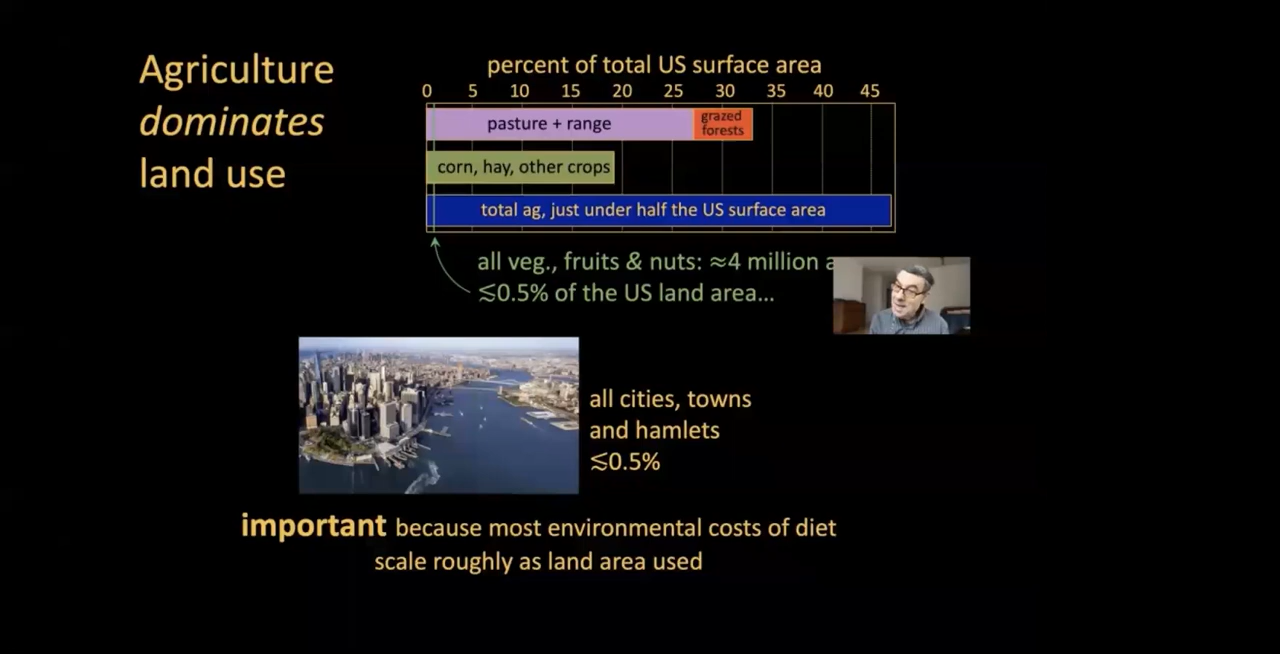 Agriculture
dominates
land use
percent of total US surface area
0 5 10 15 20 25 30 35 40 45
pasture + range
grazed
forests
corn, hay, other crops
total ag, just under half the US surface area
all veg., fruits & nuts: ≈4 million a
≲0.5% of the US land area...
all cities, towns
and hamlets
≲0.5%
important because most environmental costs of diet
scale roughly as land area used